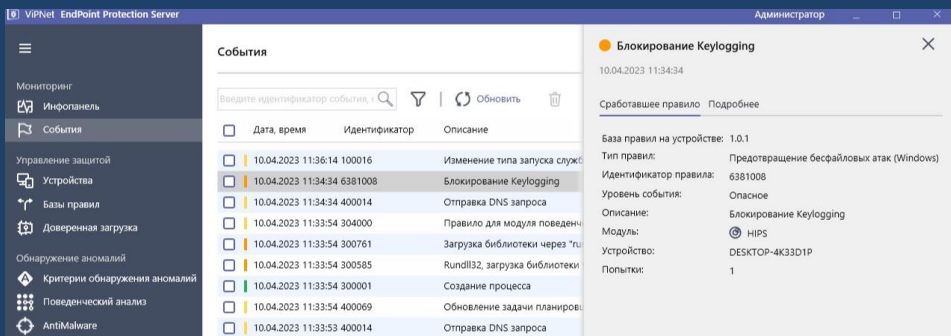 ViPNet EndPoint Protection Server
Администратор
Мониторинг
Инфопанель
События
Управление защитой
Устройства
Базы правил
Доверенная загрузка
Обнаружение аномалий
Критерии обнаружения аномалий
Поведенческий анализ
AntiMalware
События
Введите идентификатор события, и
Обновить
Дата, время Идентификатор Описание
10.04.2023 11:36:14 100016 Изменение типа запуска служб
10.04.2023 11:34:34 6381008 Блокирование Keylogging
10.04.2023 11:34:34 400014 Отправка DNS запроса
10.04.2023 11:33:54 304000 Правило для модуля поведенч
10.04.2023 11:33:54 300761 Загрузка библиотеки через "ru
10.04.2023 11:33:54 300585 Rundll32, загрузка библиотеки
10.04.2023 11:33:54 300001 Создание процесса
10.04.2023 11:33:54 400069 Обновление задачи планиров
10.04.2023 11:33:53 400014 Отправка DNS запроса
Блокирование Keylogging
10.04.2023 11:34:34
Сработавшее правило Подробнее
База правил на устройстве: 1.0.1
Тип правил: Предотвращение бесфайловых атак (Windows)
Идентификатор правила: 6381008
Уровень события: Опасное
Описание: Блокирование Keylogging
Модуль: HIPS
Устройство: DESKTOP-4K33D1P
Попытки: 1